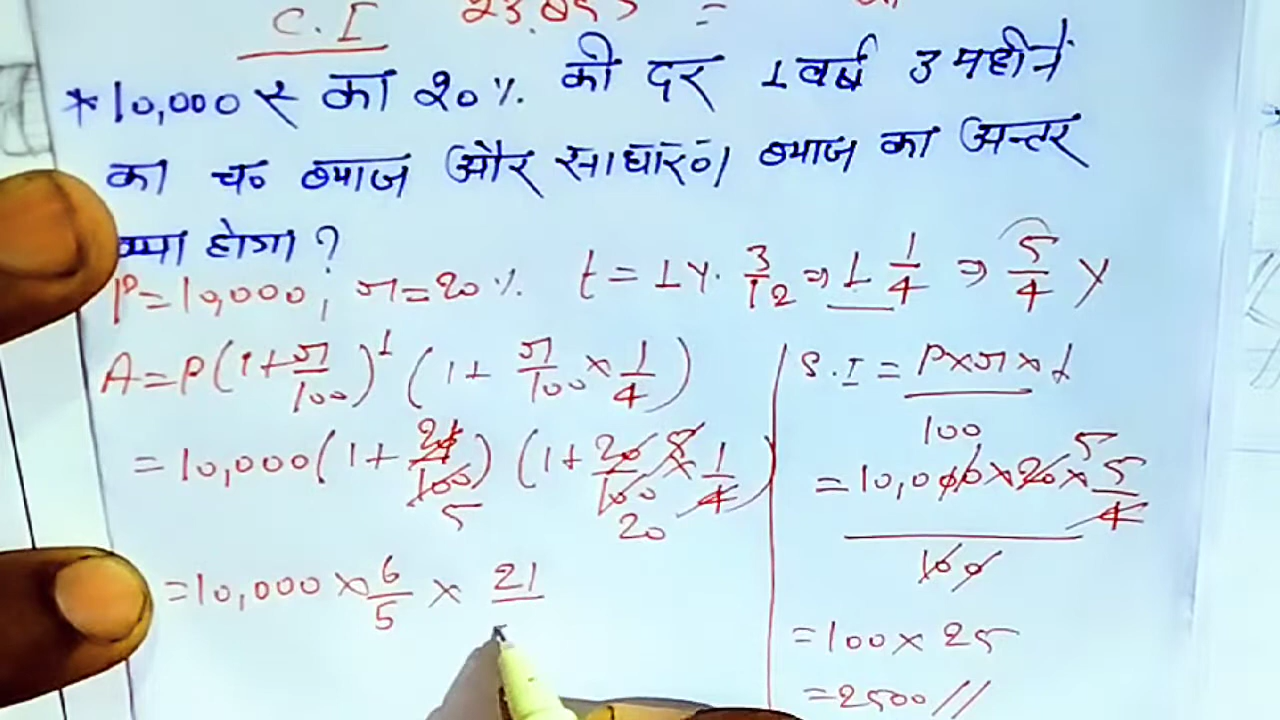 C.I
* 10,000 ₹ का 20%. की दर 1 वर्ष 3 महीने
का च० ब्याज और साधारण ब्याज का अन्तर
क्या होगा ?
P=10,000, r=20%. t=1 Y. 3/12 ⇒ 1 1/4 ⇒ 5/4 y
A=P(1+r/100)^1 (1+ r/100 × 1/4)
=10,000(1+20/100) (1+20/100 × 1/4)
5 20
=10,000 × 6/5 × 21/
S.I = P×r×t
100
=10,000×20×5/4
100
=100×25
=2500//